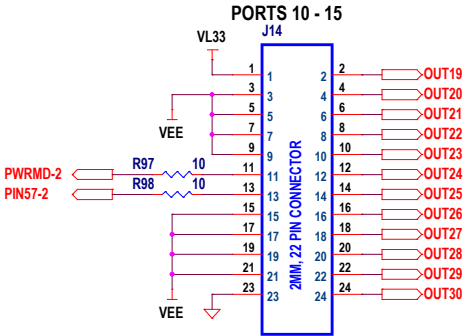 PORTS 10 - 15
J14
VL33
1 1 2 2 OUT19
3 3 4 4 OUT20
5 5 6 6 OUT21
7 7 8 8 OUT22
VEE
9 9 10 10 OUT23
PWRMD-2 R97 10 11 11 12 12 OUT24
PIN57-2 R98 10 13 13 14 14 OUT25
15 15 16 16 OUT26
17 17 18 18 OUT27
19 19 20 20 OUT28
21 21 22 22 OUT29
23 23 24 24 OUT30
VEE
2MM, 22 PIN CONNECTOR